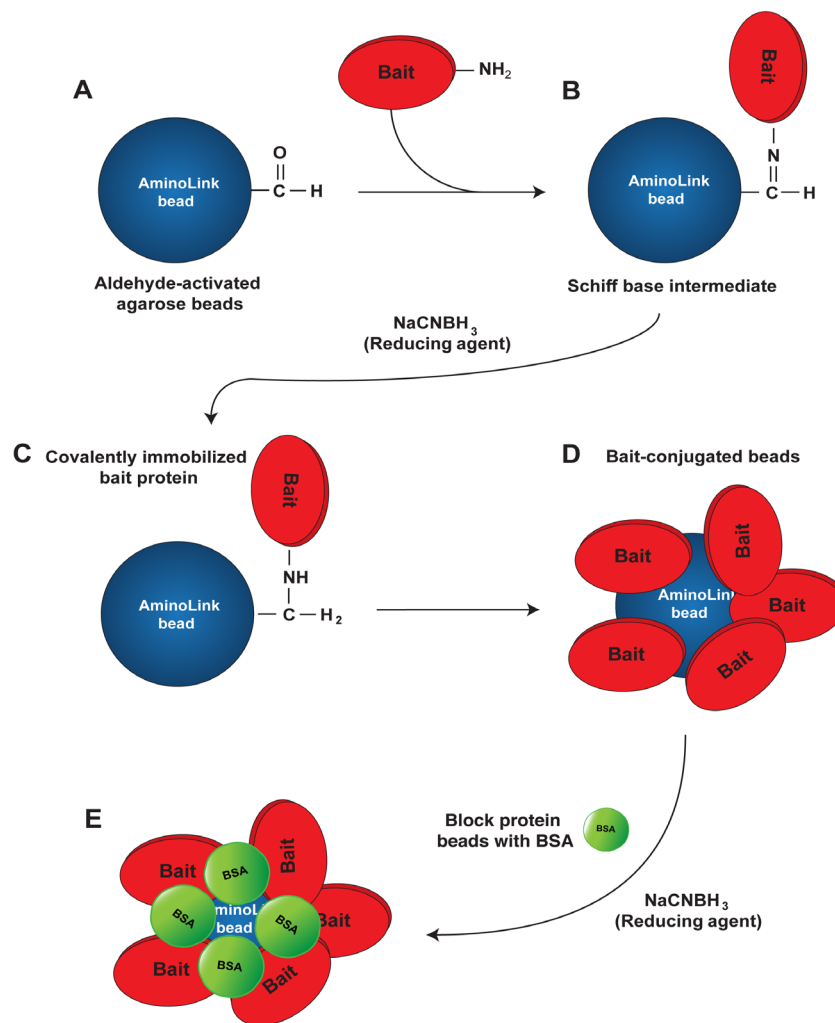 A
AminoLink
bead
O
C
H
Aldehyde-activated
agarose beads
Bait
NH₂
B
Bait
N
AminoLink
bead
C
H
Schiff base intermediate
NaCNBH₃
(Reducing agent)
C
Covalently immobilized
bait protein
Bait
NH
AminoLink
bead
C
H₂
D
Bait-conjugated beads
Bait
Bait
AminoLink
bead
Bait
Bait
Bait
Block protein
beads with BSA
BSA
NaCNBH₃
(Reducing agent)
E
Bait
Bait
BSA
BSA
minoLi
bead
BSA
Bait
Bait
BSA
Bait